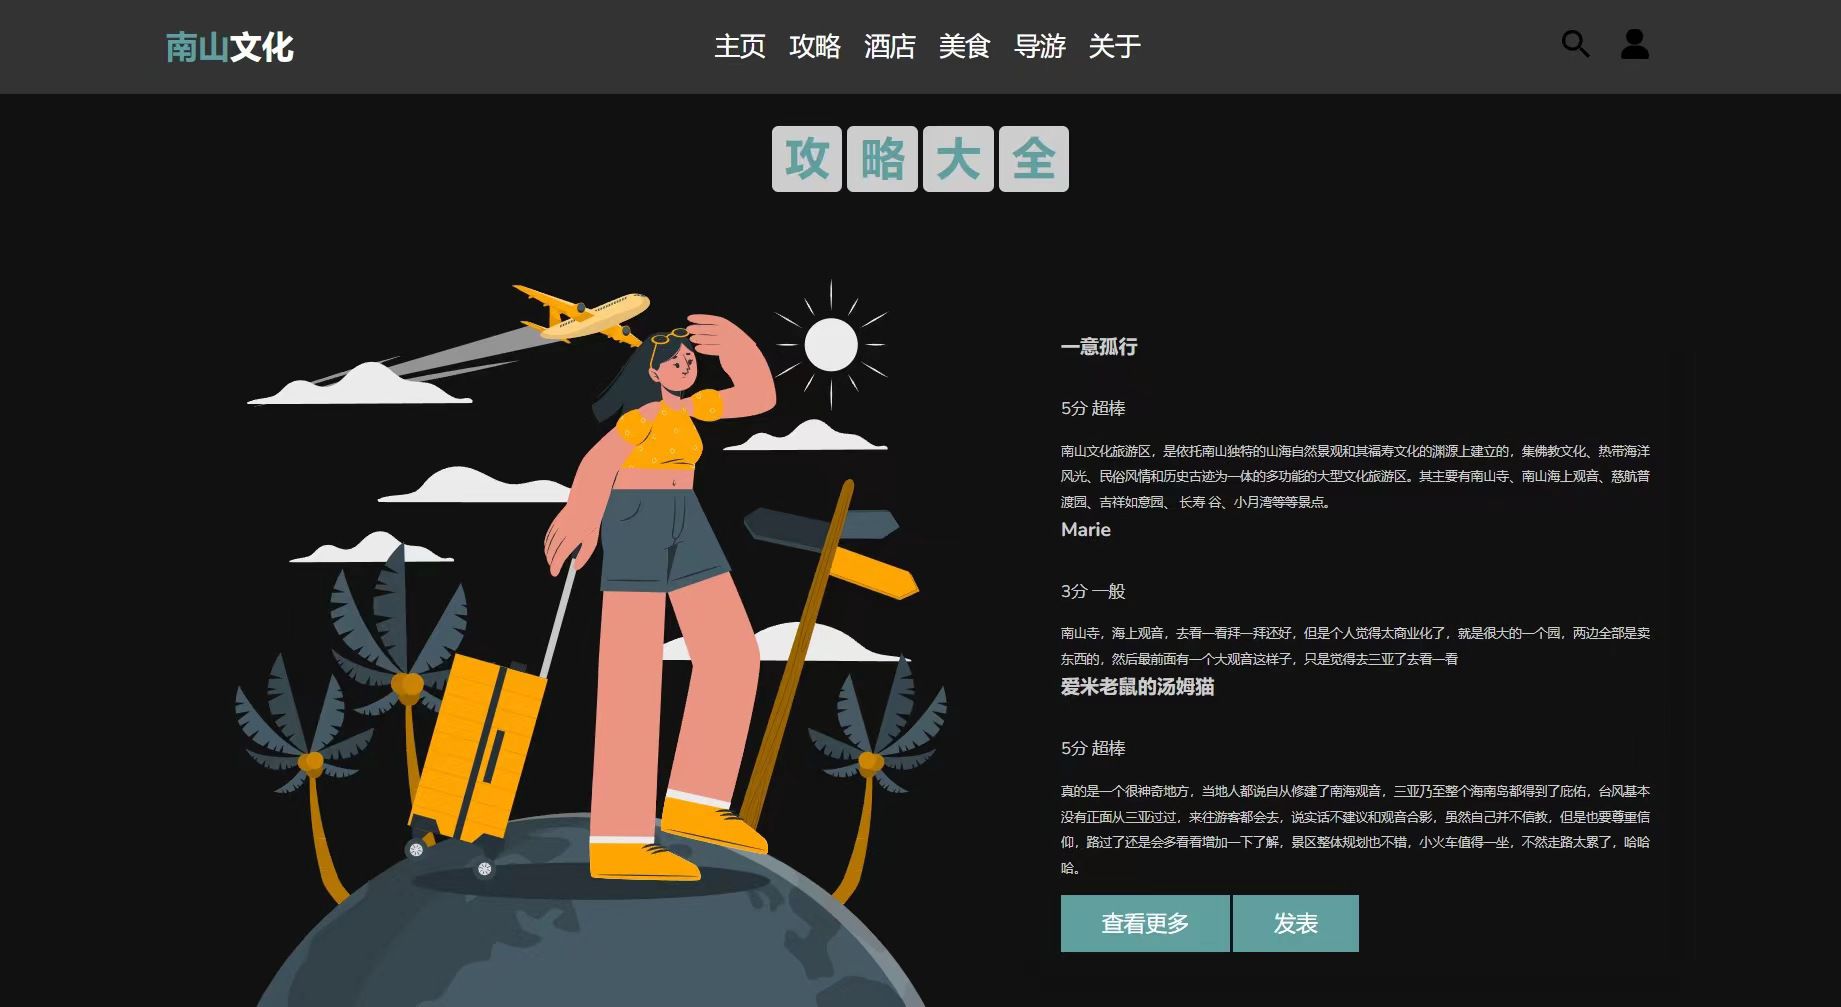 南山文化
主页 攻略 酒店 美食 导游 关于
攻略大全
一意孤行
5分 超棒
南山文化旅游区，是依托南山独特的山海自然景观和其福寿文化的渊源上建立的，集佛教文化、热带海洋
风光、民俗风情和历史古迹为一体的多功能的大型文化旅游区。其主要有南山寺、南山海上观音、慈航普
渡园、吉祥如意园、 长寿 谷、小月湾等等景点。
Marie
3分 一般
南山寺，海上观音，去看一看拜一拜还好，但是个人觉得太商业化了，就是很大的一个园，两边全部是卖
东西的，然后最前面有一个大观音这样子，只是觉得去三亚了去看一看
爱米老鼠的汤姆猫
5分 超棒
真的是一个很神奇地方，当地人都说自从修建了南海观音，三亚乃至整个海南岛都得到了庇佑，台风基本
没有正面从三亚过过，来往游客都会去，说实话不建议和观音合影，虽然自己并不信教，但是也要尊重信
仰，路过了还是会多看看增加一下了解，景区整体规划也不错，小火车值得一坐，不然走路太累了，哈哈
哈。
查看更多 发表